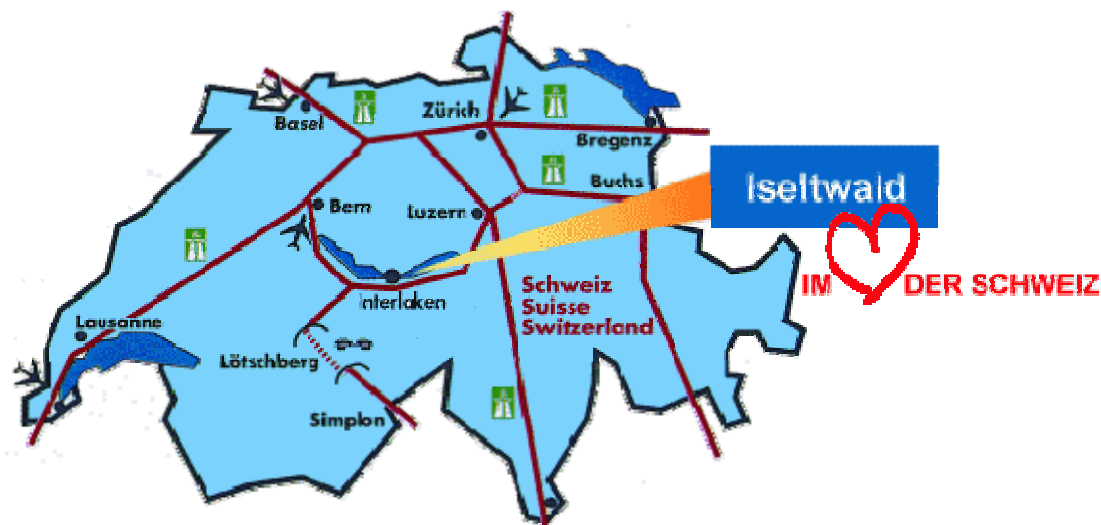 Zürich
Basel
Bregenz
Buchs
Iseltwald
Bern
Luzern
IM DER SCHWEIZ
Schweiz
Suisse
Switzerland
Interlaken
Lausanne
Lötschberg
Simplon